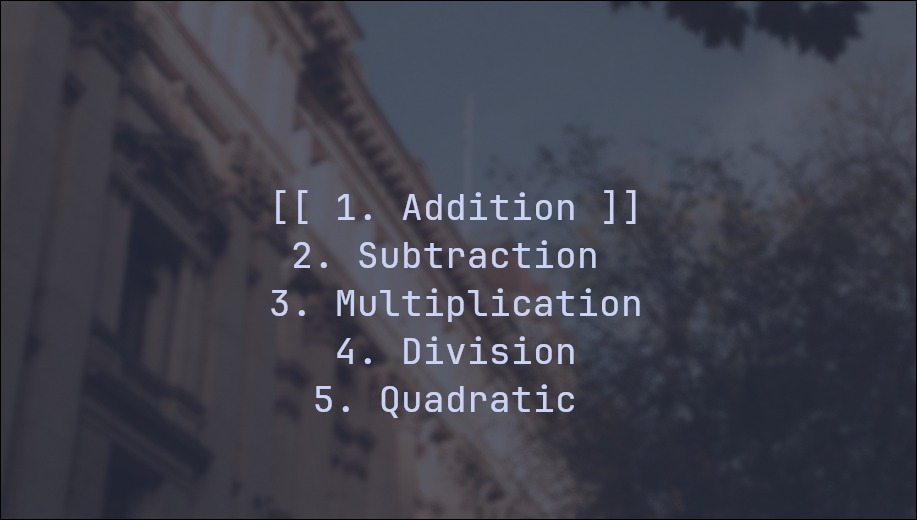 [[ 1. Addition ]]
2. Subtraction
3. Multiplication
4. Division
5. Quadratic